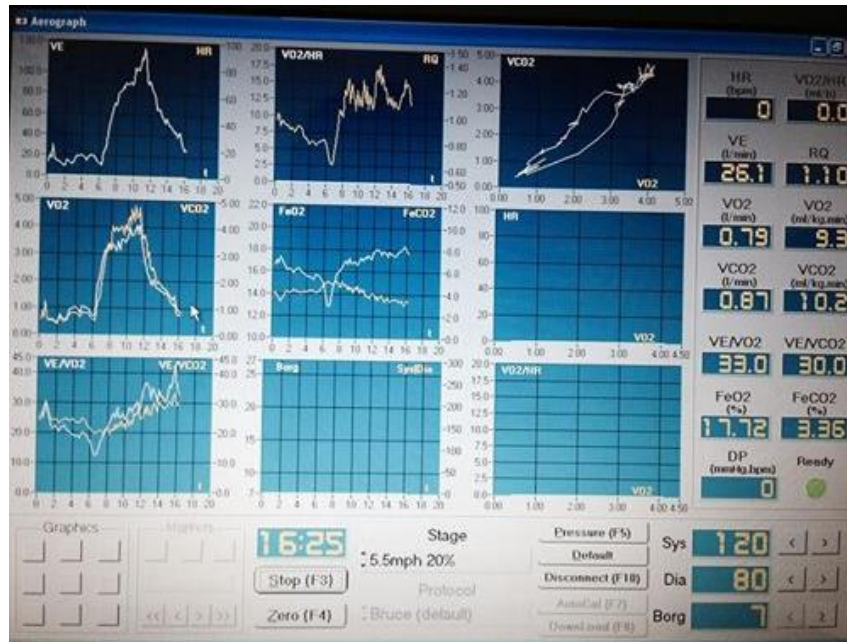 Aerograph
VE HR
VO2/HR RQ
VCO2
VO2
HR
(bpm)
0
VO2/HR
(ml/b)
0.0
VE
(l/min)
26.1
RQ
1.10
VO2 VCO2
FeO2 FeCO2
HR
VO2
VO2
(l/min)
0.79
VO2
(ml/kg.min)
9.3
VCO2
(l/min)
0.87
VCO2
(ml/kg.min)
10.2
VE/VO2 VE/VCO2
Borg Sys/Dia
VO2/HR
VO2
VE/VO2
33.0
VE/VCO2
30.0
FeO2
(%)
17.72
FeCO2
(%)
3.36
DP
(mmHg.bpm)
0
Ready
Graphics
Markers
<< < > >>
16:25
Stop (F3)
Zero (F4)
Stage
5.5mph 20%
Protocol
Bruce (default)
Pressure (F5)
Default
Disconnect (F10)
AutoCal (F7)
DownLoad (F8)
Sys 120 < >
Dia 80 < >
Borg 7 < >